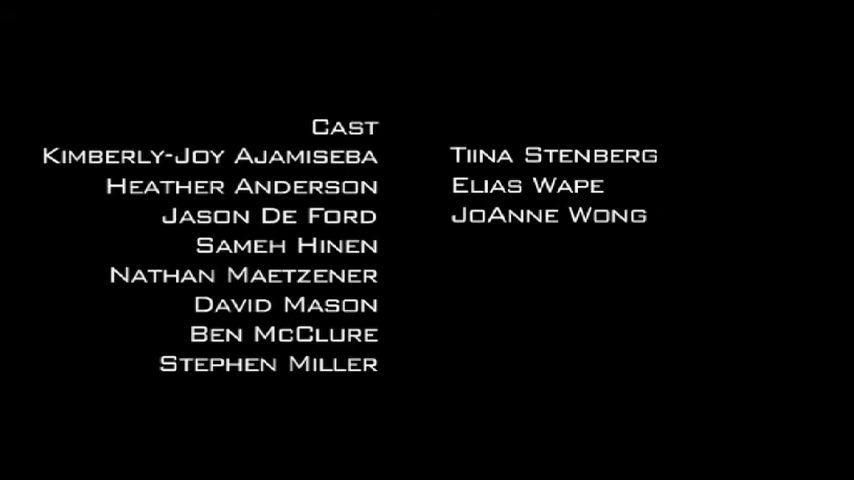 Cast
Kimberly-Joy Ajamiseba
Heather Anderson
Jason De Ford
Sameh Hinen
Nathan Maetzener
David Mason
Ben McClure
Stephen Miller
Tiina Stenberg
Elias Wape
JoAnne Wong